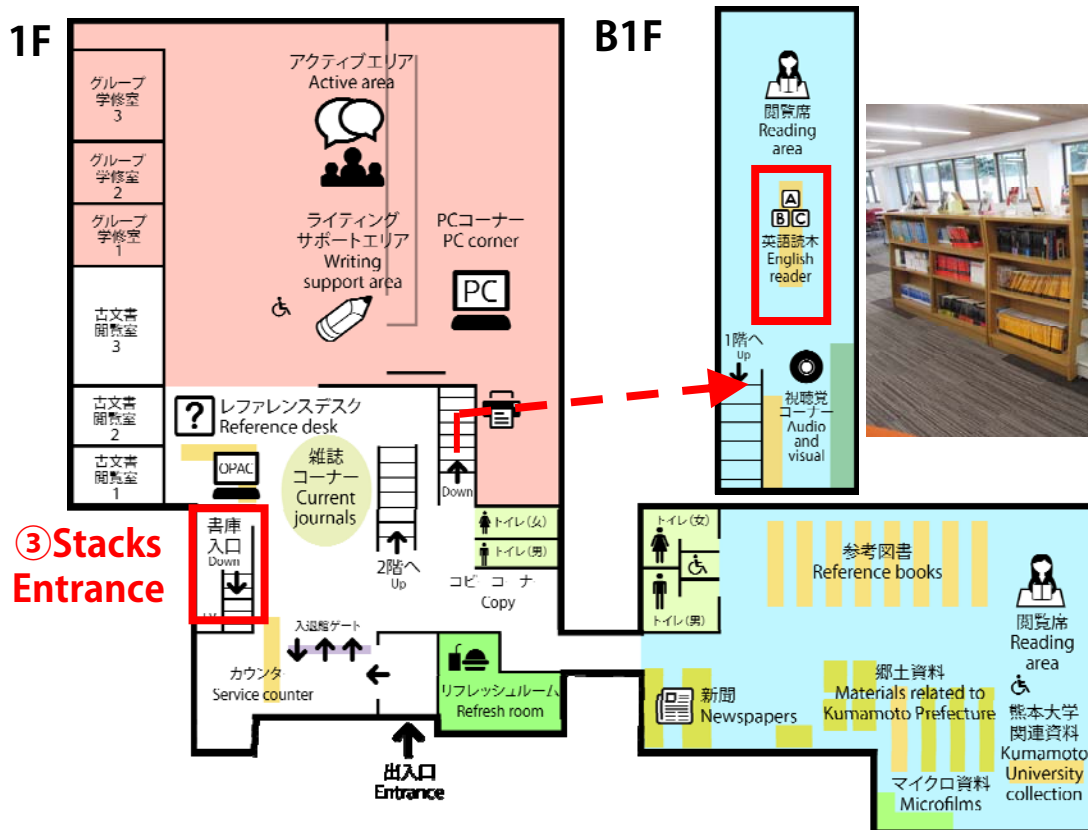 1F
B1F
アクティブエリア
Active area
グループ
学修室
3
グループ
学修室
2
グループ
学修室
1
ライティング
サポートエリア
Writing
support area
PCコーナー
PC corner
PC
古文書
閲覧室
3
古文書
閲覧室
2
古文書
閲覧室
1
?
レファレンスデスク
Reference desk
OPAC
雑誌
コーナー
Current
journals
Down
2階へ
Up
トイレ(女)
トイレ(男)
コピーコーナー
Copy
③Stacks
Entrance
書庫
入口
Down
入退館ゲート
カウンター
Service counter
リフレッシュルーム
Refresh room
出入口
Entrance
閲覧席
Reading
area
A
B C
英語読本
English
reader
1階へ
Up
視聴覚
コーナー
Audio
and
visual
トイレ(女)
トイレ(男)
参考図書
Reference books
閲覧席
Reading
area
新聞
Newspapers
郷土資料
Materials related to
Kumamoto Prefecture
熊本大学
関連資料
Kumamoto
University
collection
マイクロ資料
Microfilms